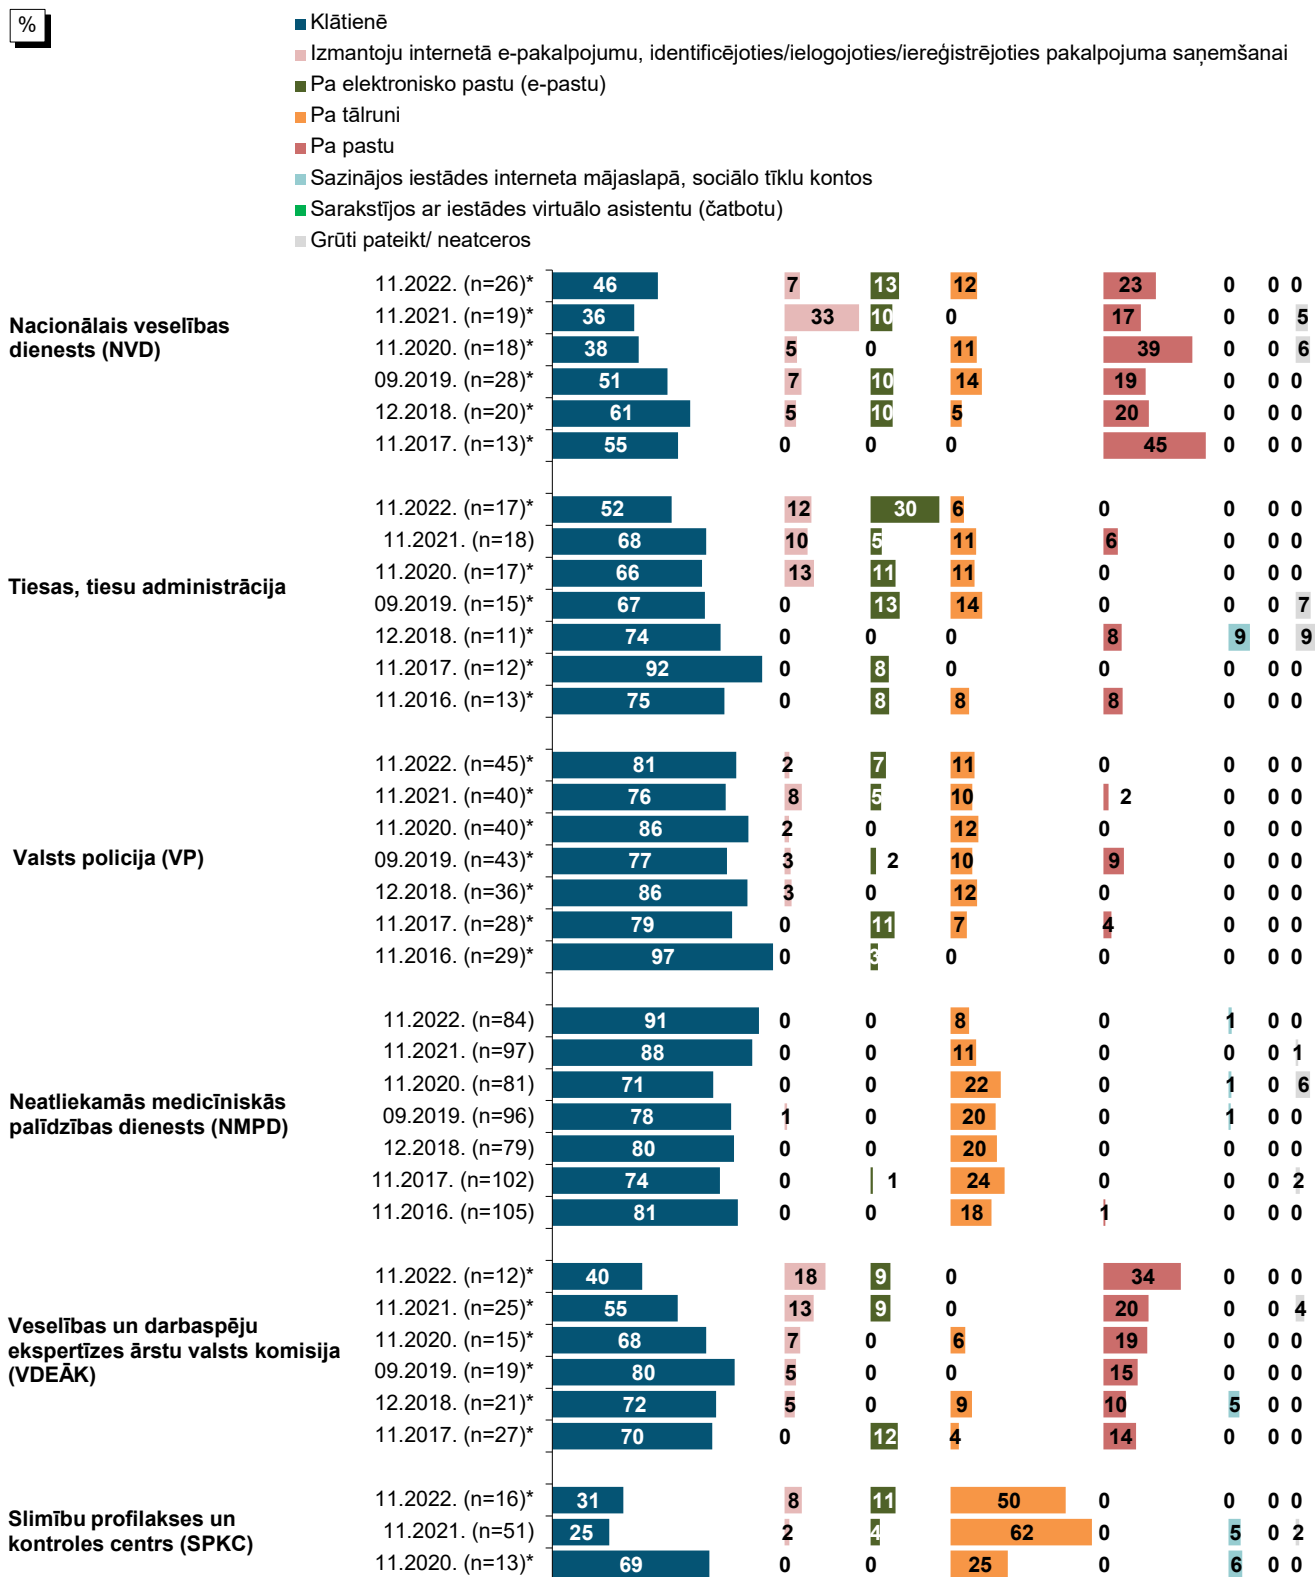 %
Klātienē
Izmantoju internetā e-pakalpojumu, identificējoties/ielogojoties/iereģistrējoties pakalpojuma saņemšanai
Pa elektronisko pastu (e-pastu)
Pa tālruni
Pa pastu
Sazinājos iestādes interneta mājaslapā, sociālo tīklu kontos
Sarakstījos ar iestādes virtuālo asistentu (čatbotu)
Grūti pateikt/ neatceros
Nacionālais veselības
dienests (NVD)
11.2022. (n=26)* 46 7 13 12 23 0 0 0
11.2021. (n=19)* 36 33 10 0 17 0 0 5
11.2020. (n=18)* 38 5 0 11 39 0 0 6
09.2019. (n=28)* 51 7 10 14 19 0 0 0
12.2018. (n=20)* 61 5 10 5 20 0 0 0
11.2017. (n=13)* 55 0 0 0 45 0 0 0
Tiesas, tiesu administrācija
11.2022. (n=17)* 52 12 30 6 0 0 0 0
11.2021. (n=18) 68 10 5 11 6 0 0 0
11.2020. (n=17)* 66 13 11 11 0 0 0 0
09.2019. (n=15)* 67 0 13 14 0 0 0 7
12.2018. (n=11)* 74 0 0 0 8 9 0 9
11.2017. (n=12)* 92 0 8 0 0 0 0 0
11.2016. (n=13)* 75 0 8 8 8 0 0 0
Valsts policija (VP)
11.2022. (n=45)* 81 2 7 11 0 0 0 0
11.2021. (n=40)* 76 8 5 10 2 0 0 0
11.2020. (n=40)* 86 2 0 12 0 0 0 0
09.2019. (n=43)* 77 3 2 10 9 0 0 0
12.2018. (n=36)* 86 3 0 12 0 0 0 0
11.2017. (n=28)* 79 0 11 7 4 0 0 0
11.2016. (n=29)* 97 0 3 0 0 0 0 0
Neatliekamās medicīniskās
palīdzības dienests (NMPD)
11.2022. (n=84) 91 0 0 8 0 1 0 0
11.2021. (n=97) 88 0 0 11 0 0 0 1
11.2020. (n=81) 71 0 0 22 0 1 0 6
09.2019. (n=96) 78 1 0 20 0 1 0 0
12.2018. (n=79) 80 0 0 20 0 0 0 0
11.2017. (n=102) 74 0 1 24 0 0 0 2
11.2016. (n=105) 81 0 0 18 1 0 0 0
Veselības un darbaspēju
ekspertīzes ārstu valsts komisija
(VDEĀK)
11.2022. (n=12)* 40 18 9 0 34 0 0 0
11.2021. (n=25)* 55 13 9 0 20 0 0 4
11.2020. (n=15)* 68 7 0 6 19 0 0 0
09.2019. (n=19)* 80 5 0 0 15 0 0 0
12.2018. (n=21)* 72 5 0 9 10 5 0 0
11.2017. (n=27)* 70 0 12 4 14 0 0 0
Slimību profilakses un
kontroles centrs (SPKC)
11.2022. (n=16)* 31 8 11 50 0 0 0 0
11.2021. (n=51) 25 2 4 62 0 5 0 2
11.2020. (n=13)* 69 0 0 25 0 6 0 0